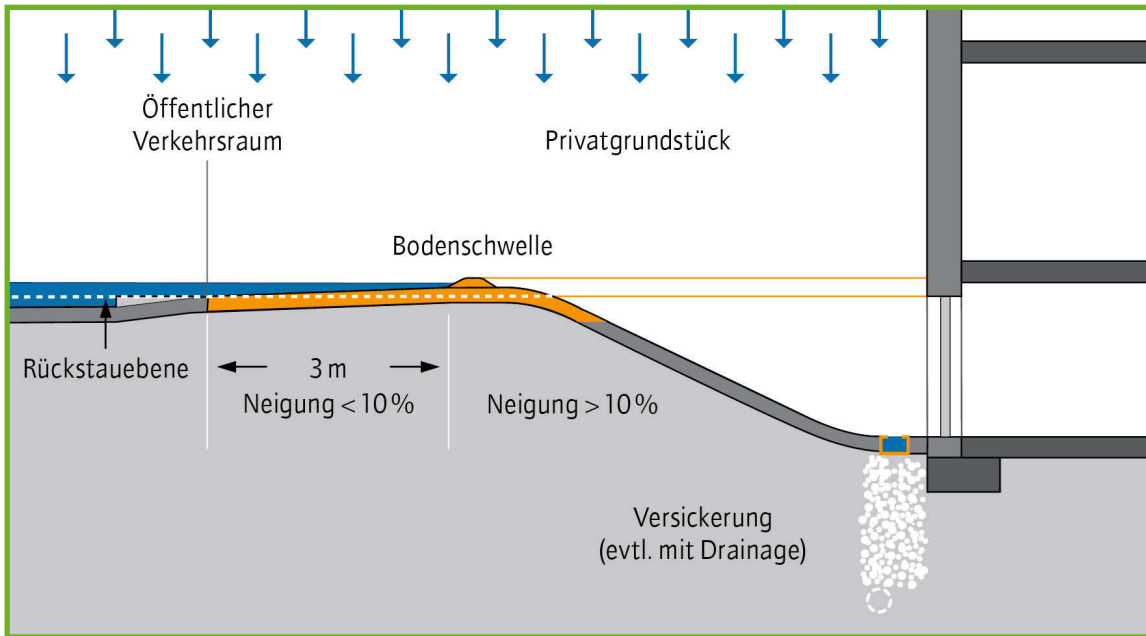 Öffentlicher
Verkehrsraum
Privatgrundstück
Bodenschwelle
Rückstauebene
3 m
Neigung < 10 %
Neigung > 10 %
Versickerung
(evtl. mit Drainage)